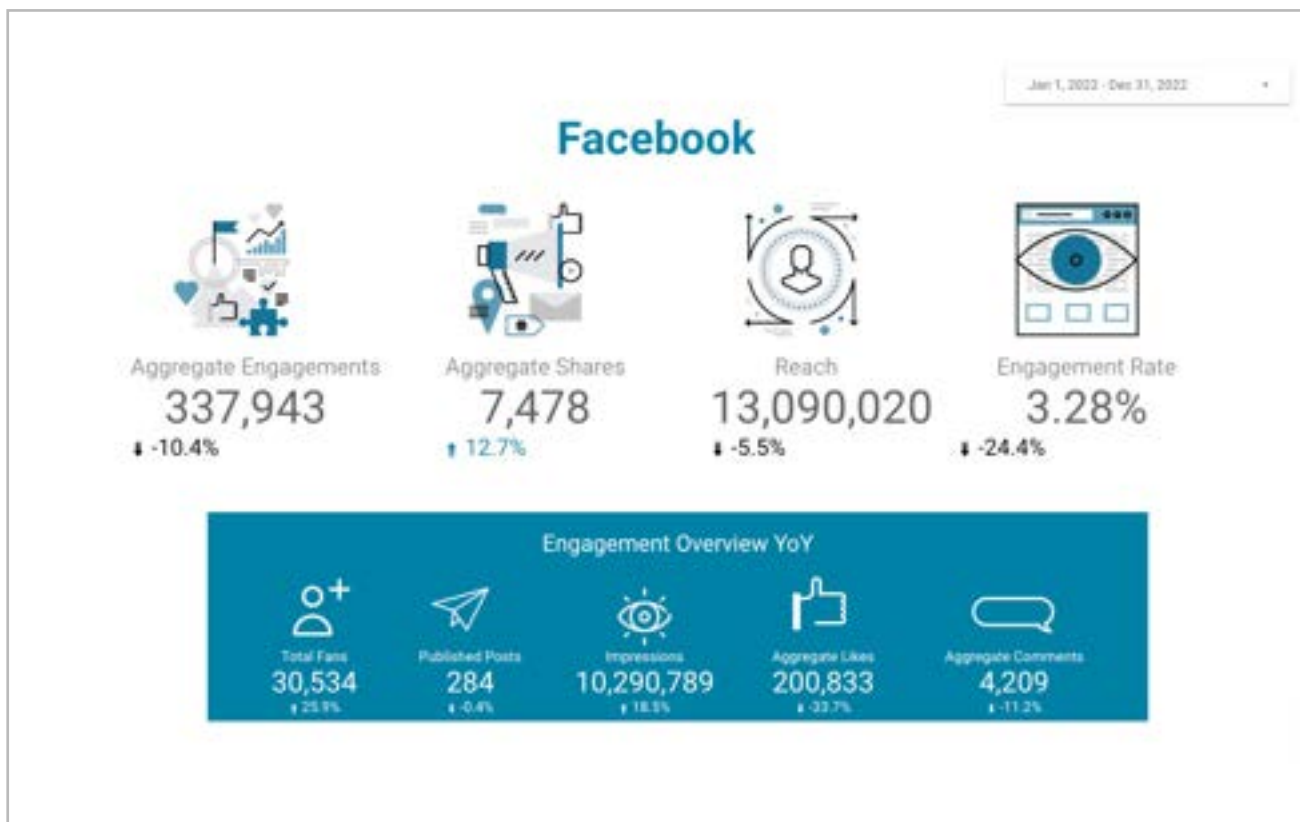 Jan 1, 2022 - Dec 31, 2022
Facebook
Aggregate Engagements
337,943
-10.4%
Aggregate Shares
7,478
12.7%
Reach
13,090,020
-5.5%
Engagement Rate
3.28%
-24.4%
Engagement Overview YoY
Total Fans
30,534
25.9%
Published Posts
284
-0.4%
Impressions
10,290,789
18.5%
Aggregate Likes
200,833
-33.7%
Aggregate Comments
4,209
-11.2%